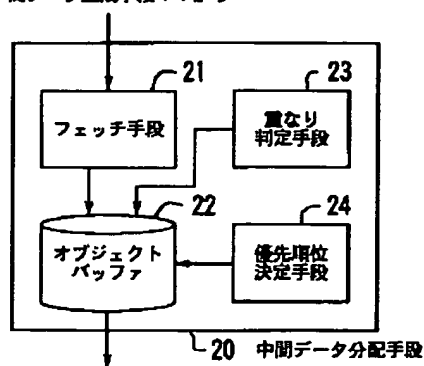 21
フェッチ手段
23
重なり
判定手段
22
オブジェクト
バッファ
24
優先順位
決定手段
20 中間データ分配手段